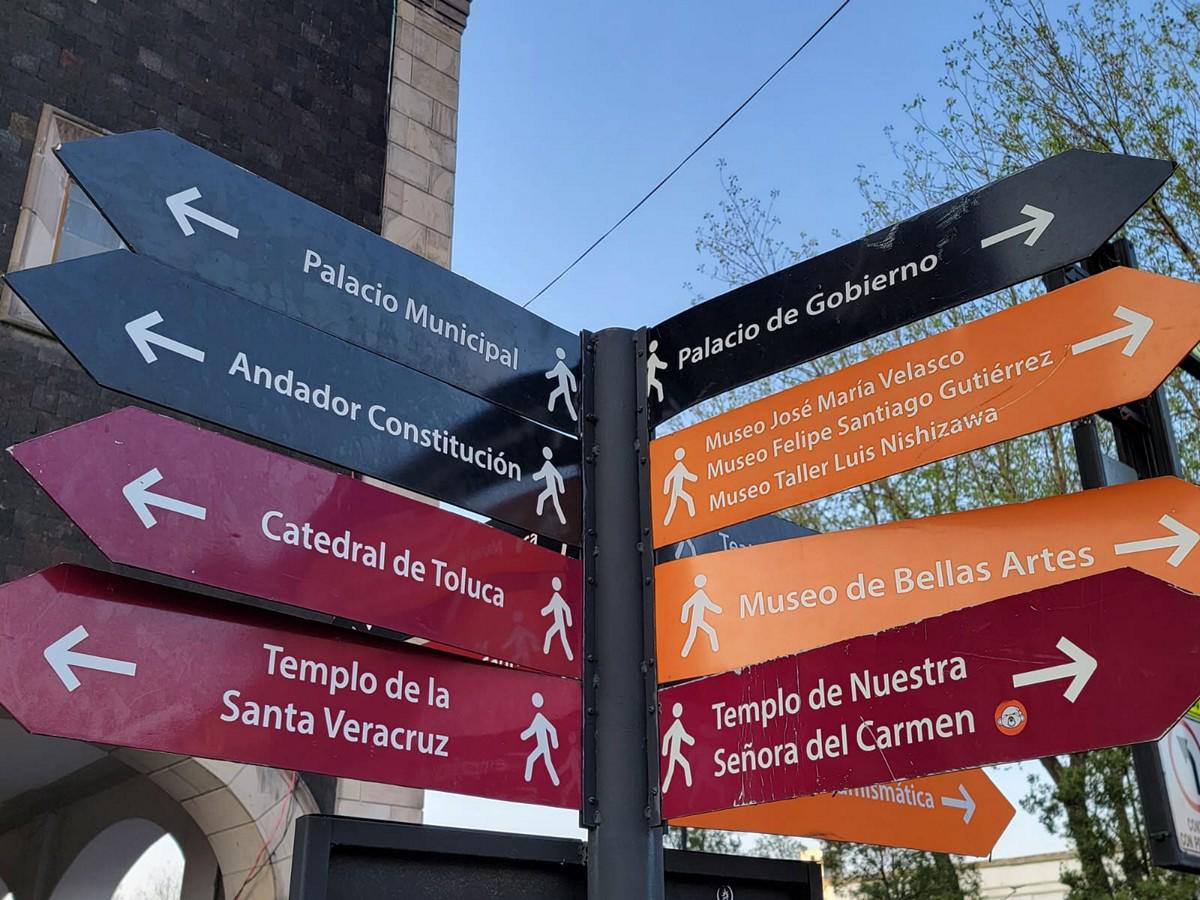 Palacio Municipal
Andador Constitución
Catedral de Toluca
Templo de la
Santa Veracruz
Palacio de Gobierno
Museo José María Velasco
Museo Felipe Santiago Gutiérrez
Museo Taller Luis Nishizawa
Museo de Bellas Artes
Templo de Nuestra
Señora del Carmen